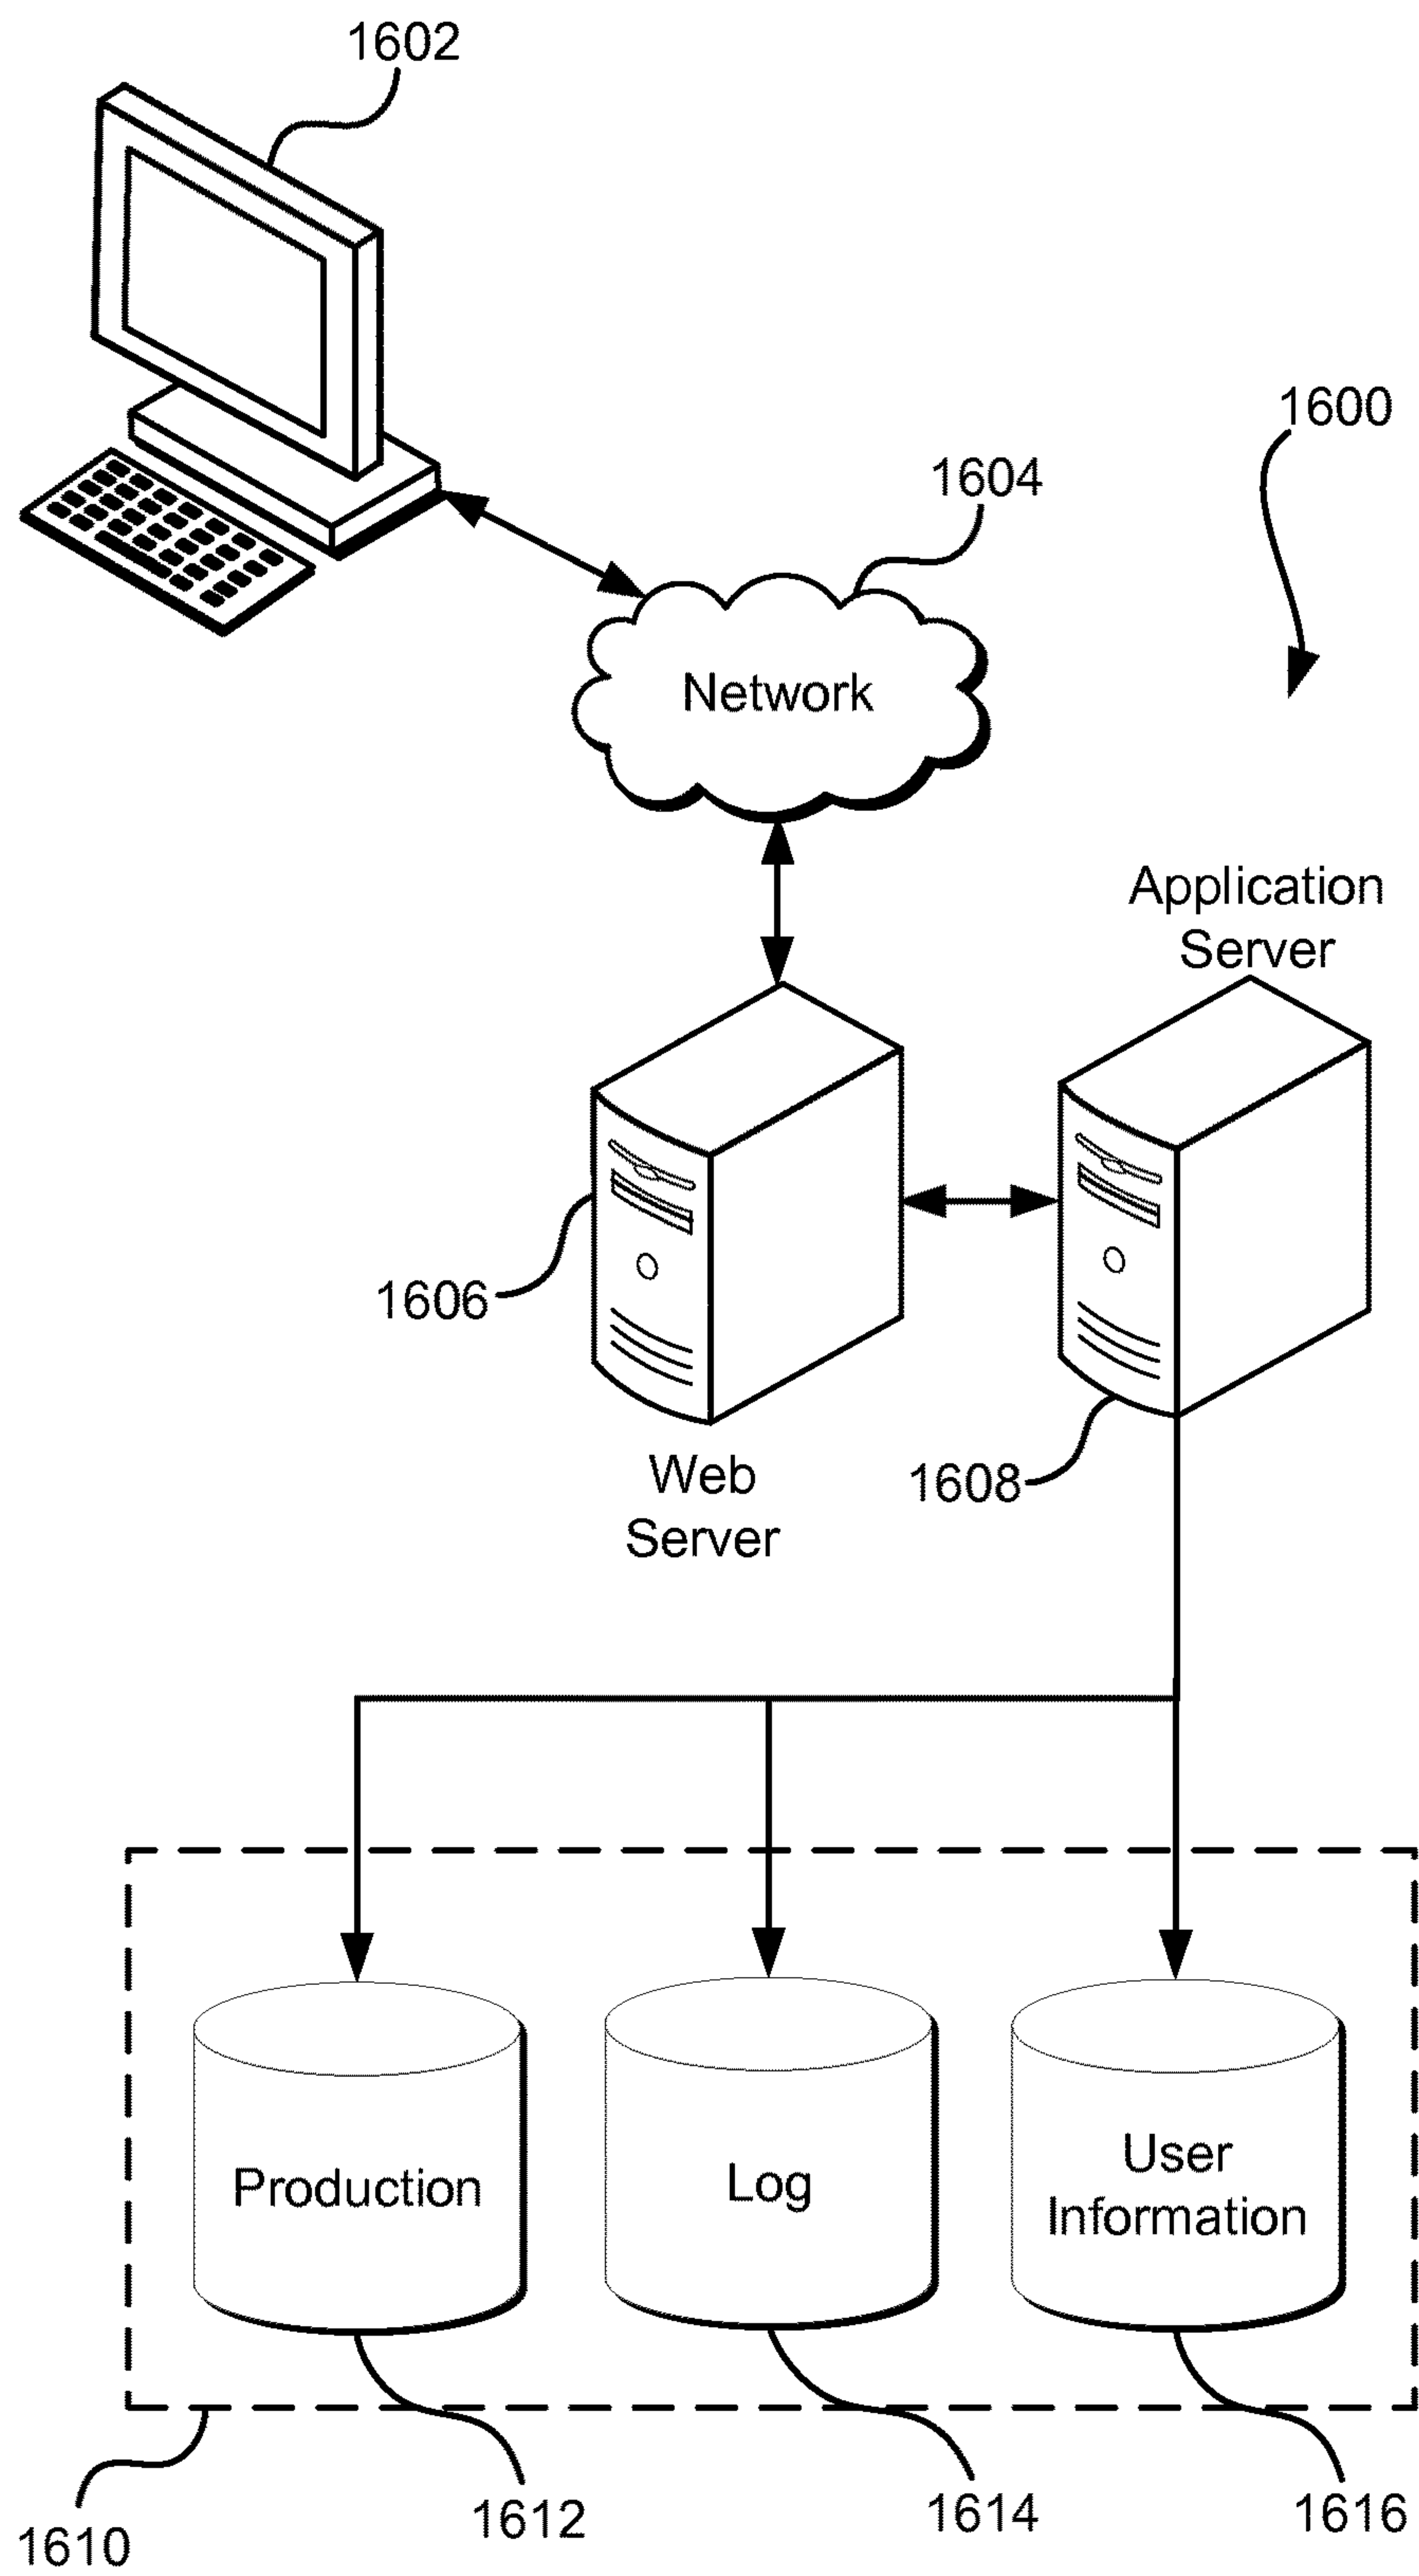 1602
1600
1604
Network
Application
Server
1606
Web
Server
1608
Production
Log
User
Information
1610
1612
1614
1616